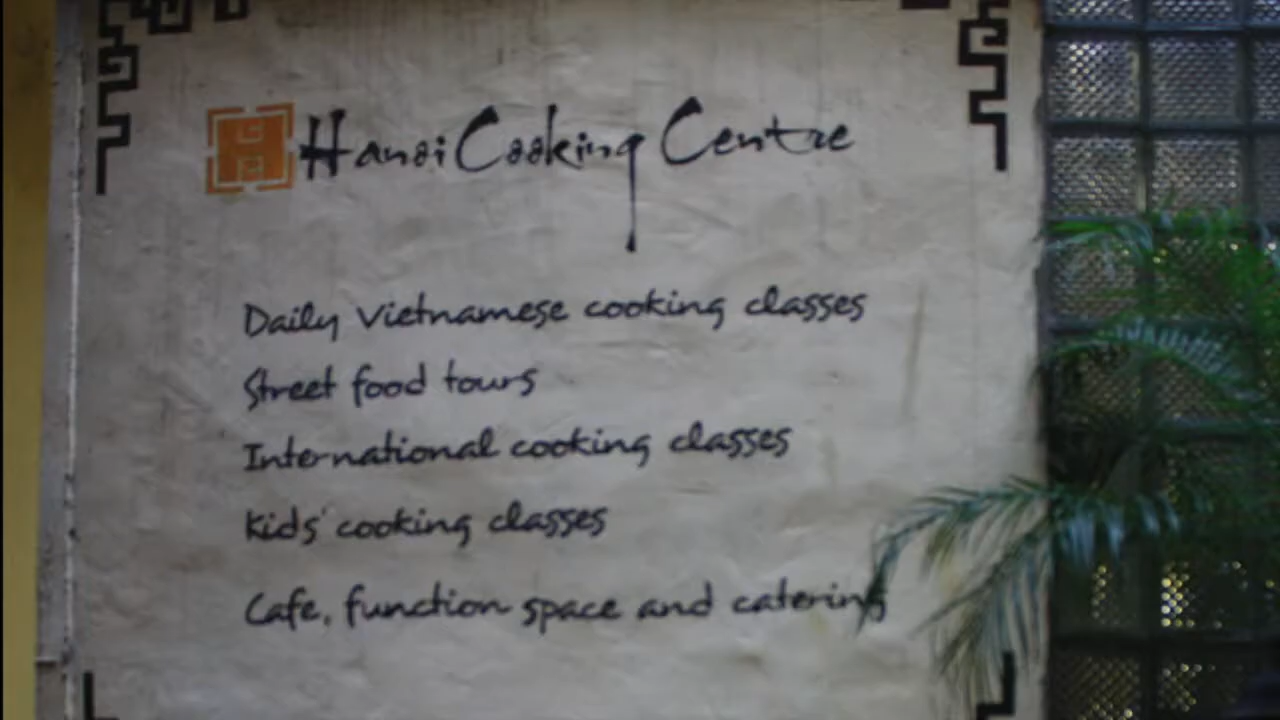 Hanoi Cooking Centre
Daily Vietnamese cooking classes
Street food tours
International cooking classes
Kids' cooking classes
Cafe, function space and catering